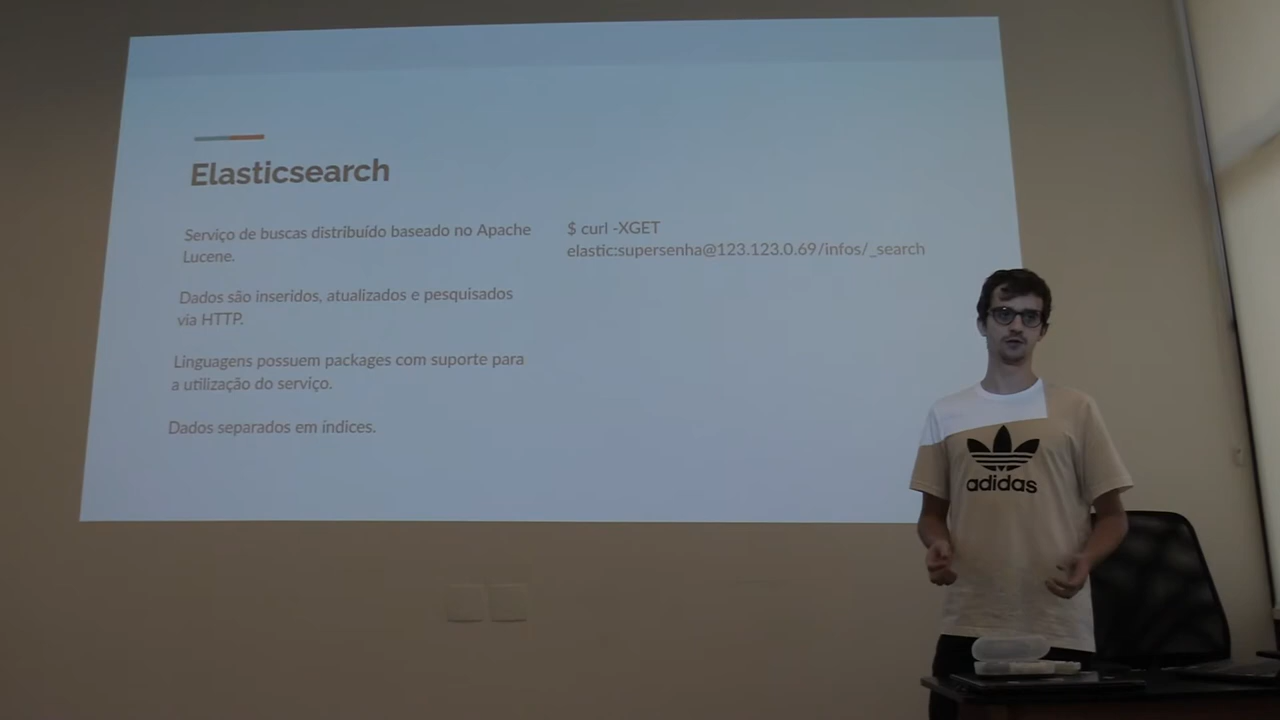 Elasticsearch
Serviço de buscas distribuído baseado no Apache
Lucene.
Dados são inseridos, atualizados e pesquisados
via HTTP.
Linguagens possuem packages com suporte para
a utilização do serviço.
Dados separados em índices.
$ curl -XGET
elastic:supersenha@123.123.0.69/infos/_search
adidas